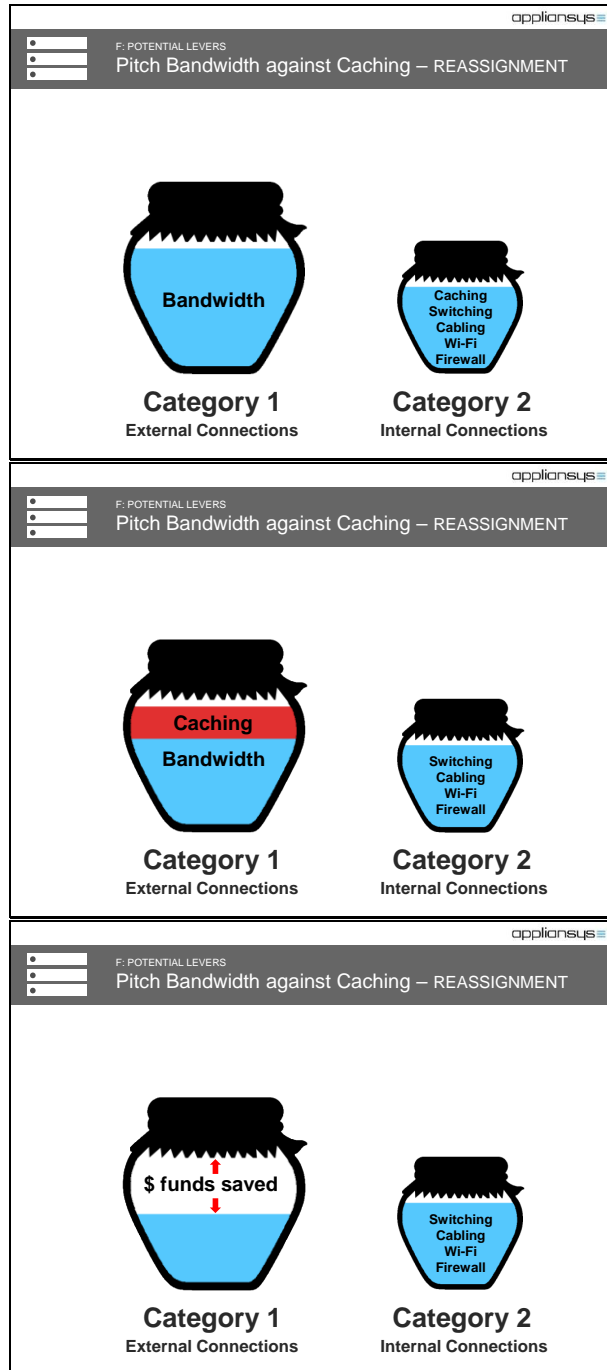 appliansys
F: POTENTIAL LEVERS
Pitch Bandwidth against Caching – REASSIGNMENT
Bandwidth
Caching
Switching
Cabling
Wi-Fi
Firewall
Category 1
External Connections
Category 2
Internal Connections
appliansys
F: POTENTIAL LEVERS
Pitch Bandwidth against Caching – REASSIGNMENT
Caching
Bandwidth
Switching
Cabling
Wi-Fi
Firewall
Category 1
External Connections
Category 2
Internal Connections
appliansys
F: POTENTIAL LEVERS
Pitch Bandwidth against Caching – REASSIGNMENT
$ funds saved
Switching
Cabling
Wi-Fi
Firewall
Category 1
External Connections
Category 2
Internal Connections